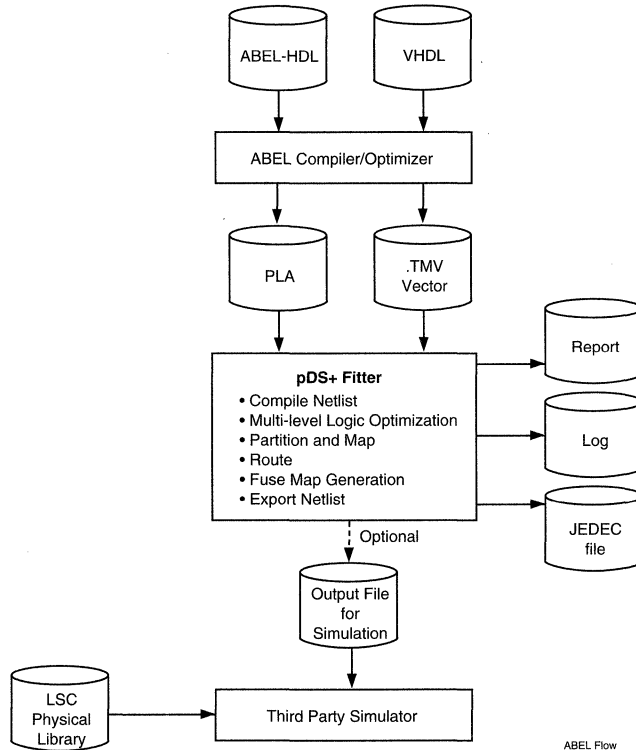 ABEL-HDL
VHDL
ABEL Compiler/Optimizer
PLA
.TMV
Vector
pDS+ Fitter
• Compile Netlist
• Multi-level Logic Optimization
• Partition and Map
• Route
• Fuse Map Generation
• Export Netlist
Report
Log
JEDEC
file
Optional
Output File
for
Simulation
LSC
Physical
Library
Third Party Simulator
ABEL Flow